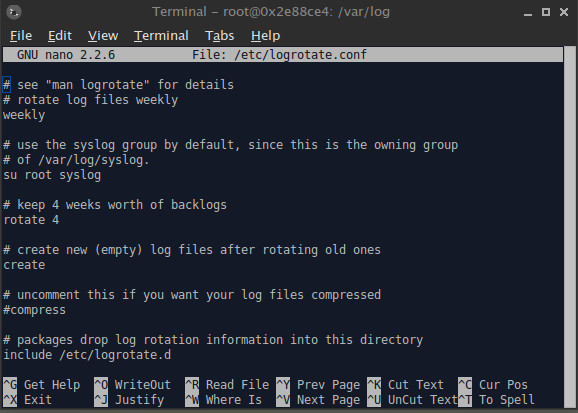 Terminal - root@0x2e88ce4: /var/log
File Edit View Terminal Tabs Help
GNU nano 2.2.6 File: /etc/logrotate.conf
# see "man logrotate" for details
# rotate log files weekly
weekly
# use the syslog group by default, since this is the owning group
# of /var/log/syslog.
su root syslog
# keep 4 weeks worth of backlogs
rotate 4
# create new (empty) log files after rotating old ones
create
# uncomment this if you want your log files compressed
#compress
# packages drop log rotation information into this directory
include /etc/logrotate.d
^G Get Help ^O WriteOut ^R Read File ^Y Prev Page ^K Cut Text ^C Cur Pos
^X Exit ^J Justify ^W Where Is ^V Next Page ^U UnCut Text ^T To Spell